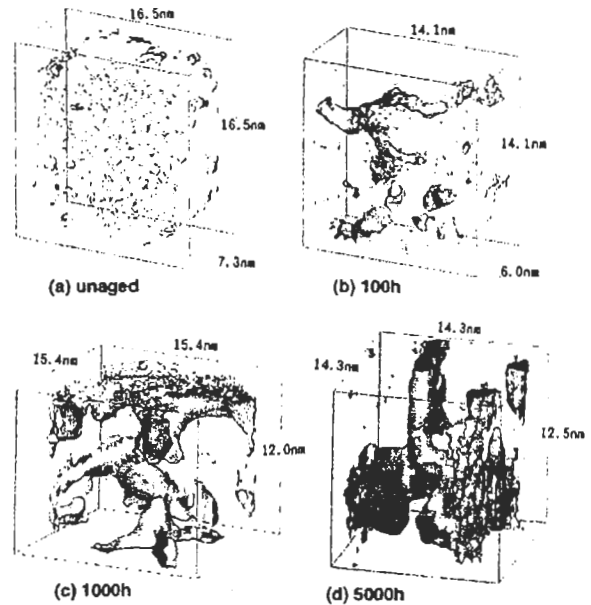 16.5nm
16.5nm
7.3nm
(a) unaged
14.1nm
14.1nm
6.0nm
(b) 100h
15.4nm
15.4nm
12.0nm
(c) 1000h
14.3nm
14.3nm
12.5nm
(d) 5000h